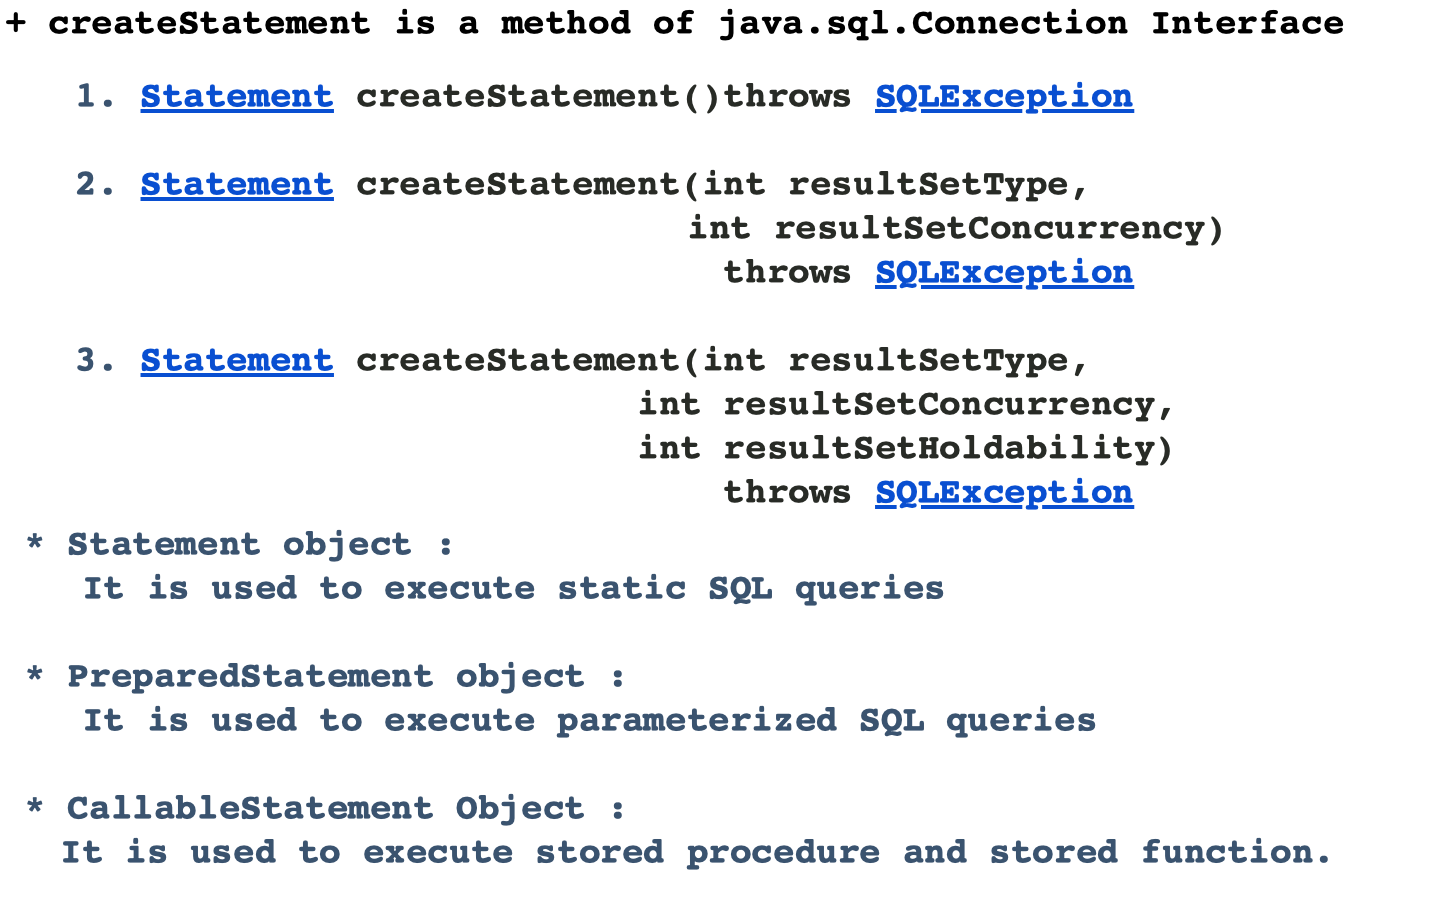 + createStatement is a method of java.sql.Connection Interface
1. Statement createStatement()throws SQLException
2. Statement createStatement(int resultSetType,
int resultSetConcurrency)
throws SQLException
3. Statement createStatement(int resultSetType,
int resultSetConcurrency,
int resultSetHoldability)
throws SQLException
* Statement object :
It is used to execute static SQL queries
* PreparedStatement object :
It is used to execute parameterized SQL queries
* CallableStatement Object :
It is used to execute stored procedure and stored function.